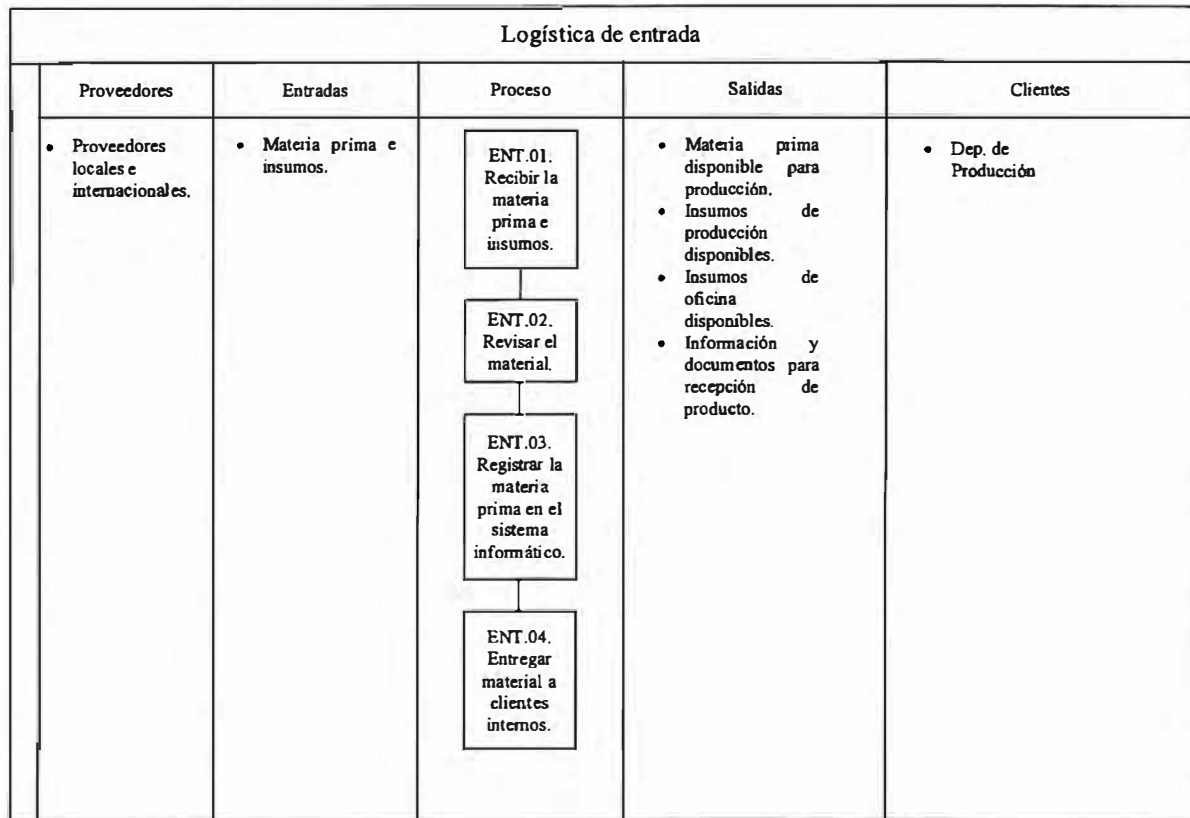 Logística de entrada
Proveedores
Entradas
Proceso
Salidas
Clientes
• Proveedores
locales e
internacionales.
• Materia prima e
insumos.
ENT.01.
Recibir la
materia
prima e
insumos.
ENT.02.
Revisar el
material.
ENT.03.
Registrar la
materia
prima en el
sistema
informático.
ENT.04.
Entregar
material a
clientes
internos.
• Materia prima
disponible para
producción.
• Insumos de
producción
disponibles.
• Insumos de
oficina
disponibles.
• Información y
documentos para
recepción de
producto.
• Dep. de
Producción